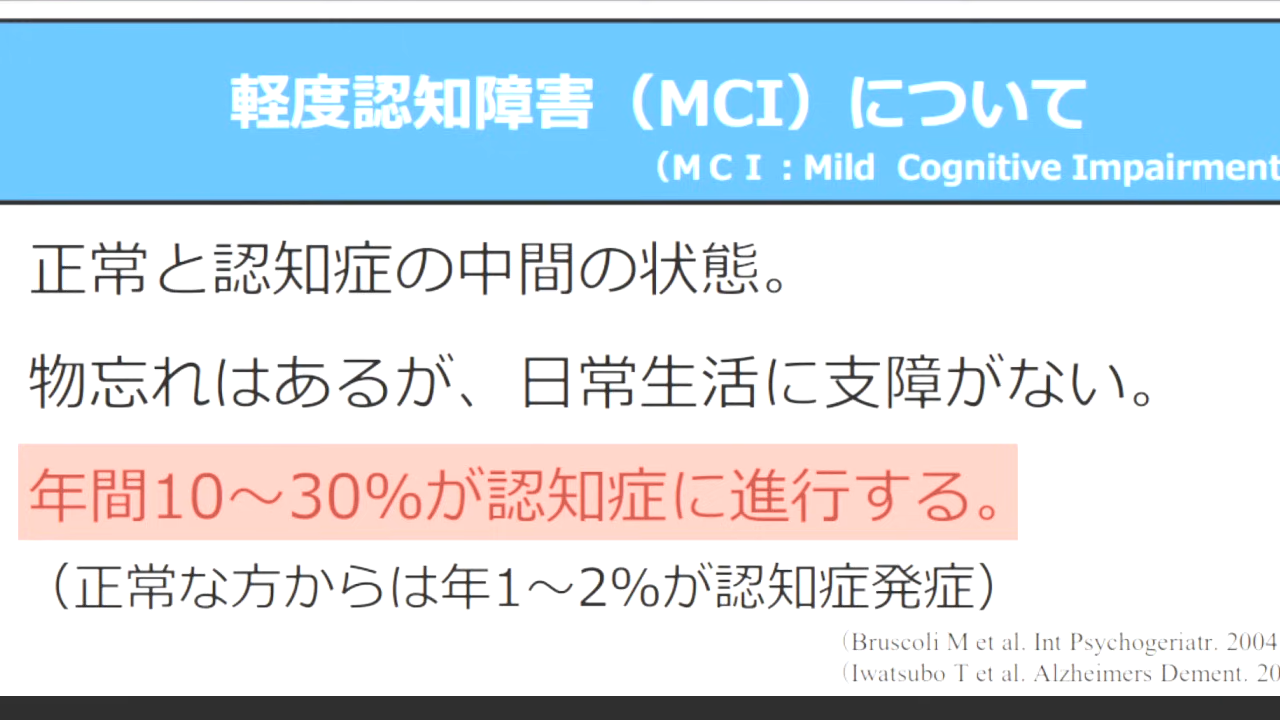 軽度認知障害（MCI）について
（ＭＣＩ：Mild Cognitive Impairment
正常と認知症の中間の状態。
物忘れはあるが、日常生活に支障がない。
年間10～30%が認知症に進行する。
（正常な方からは年1～2%が認知症発症）
（Bruscoli M et al. Int Psychogeriatr. 2004
（Iwatsubo T et al. Alzheimers Dement. 20